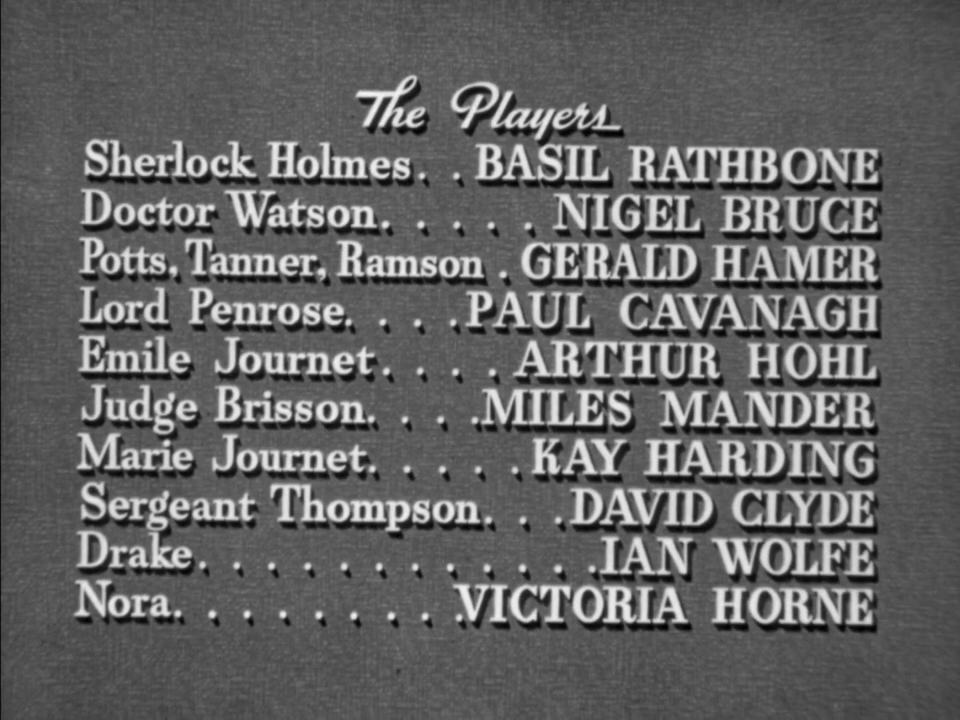 The Players
Sherlock Holmes. . BASIL RATHBONE
Doctor Watson. . . . . NIGEL BRUCE
Potts, Tanner, Ramson . GERALD HAMER
Lord Penrose. . . .PAUL CAVANAGH
Emile Journet. . . . ARTHUR HOHL
Judge Brisson. . . .MILES MANDER
Marie Journet. . . . .KAY HARDING
Sergeant Thompson. . .DAVID CLYDE
Drake. . . . . . . . . . . .IAN WOLFE
Nora. . . . . . . . .VICTORIA HORNE